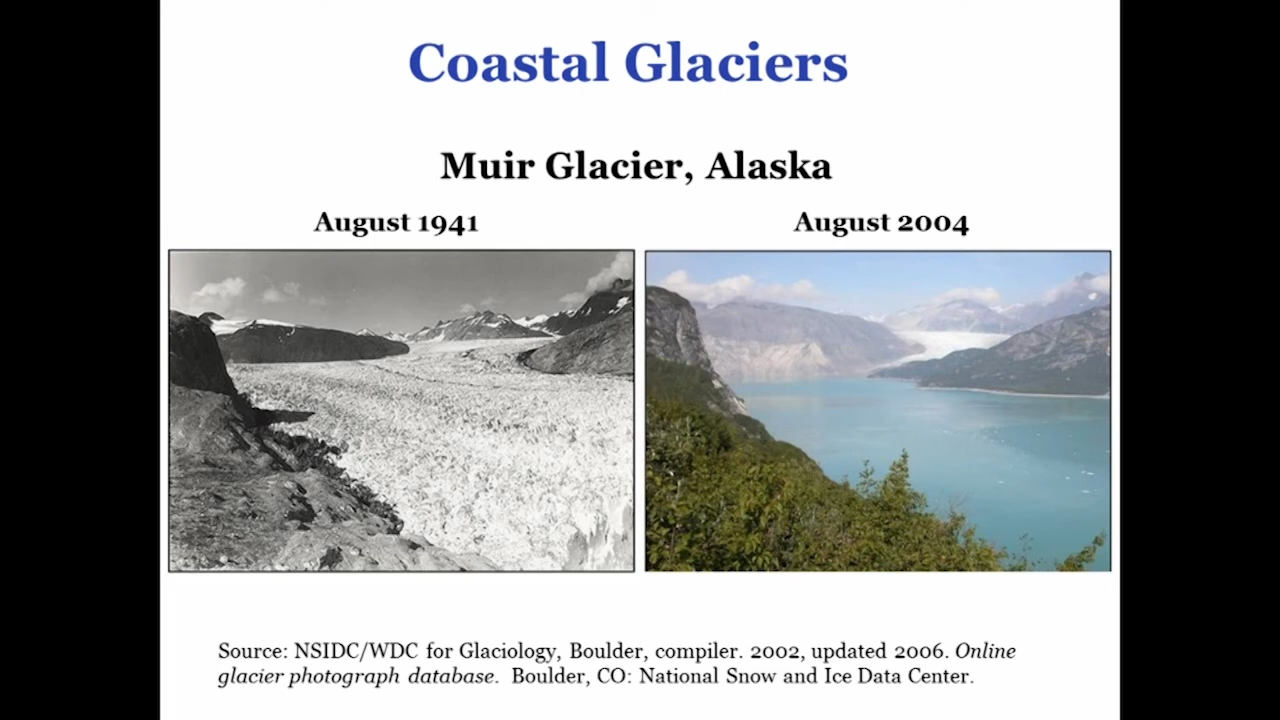 Coastal Glaciers
Muir Glacier, Alaska
August 1941
August 2004
Source: NSIDC/WDC for Glaciology, Boulder, compiler. 2002, updated 2006. Online
glacier photograph database. Boulder, CO: National Snow and Ice Data Center.